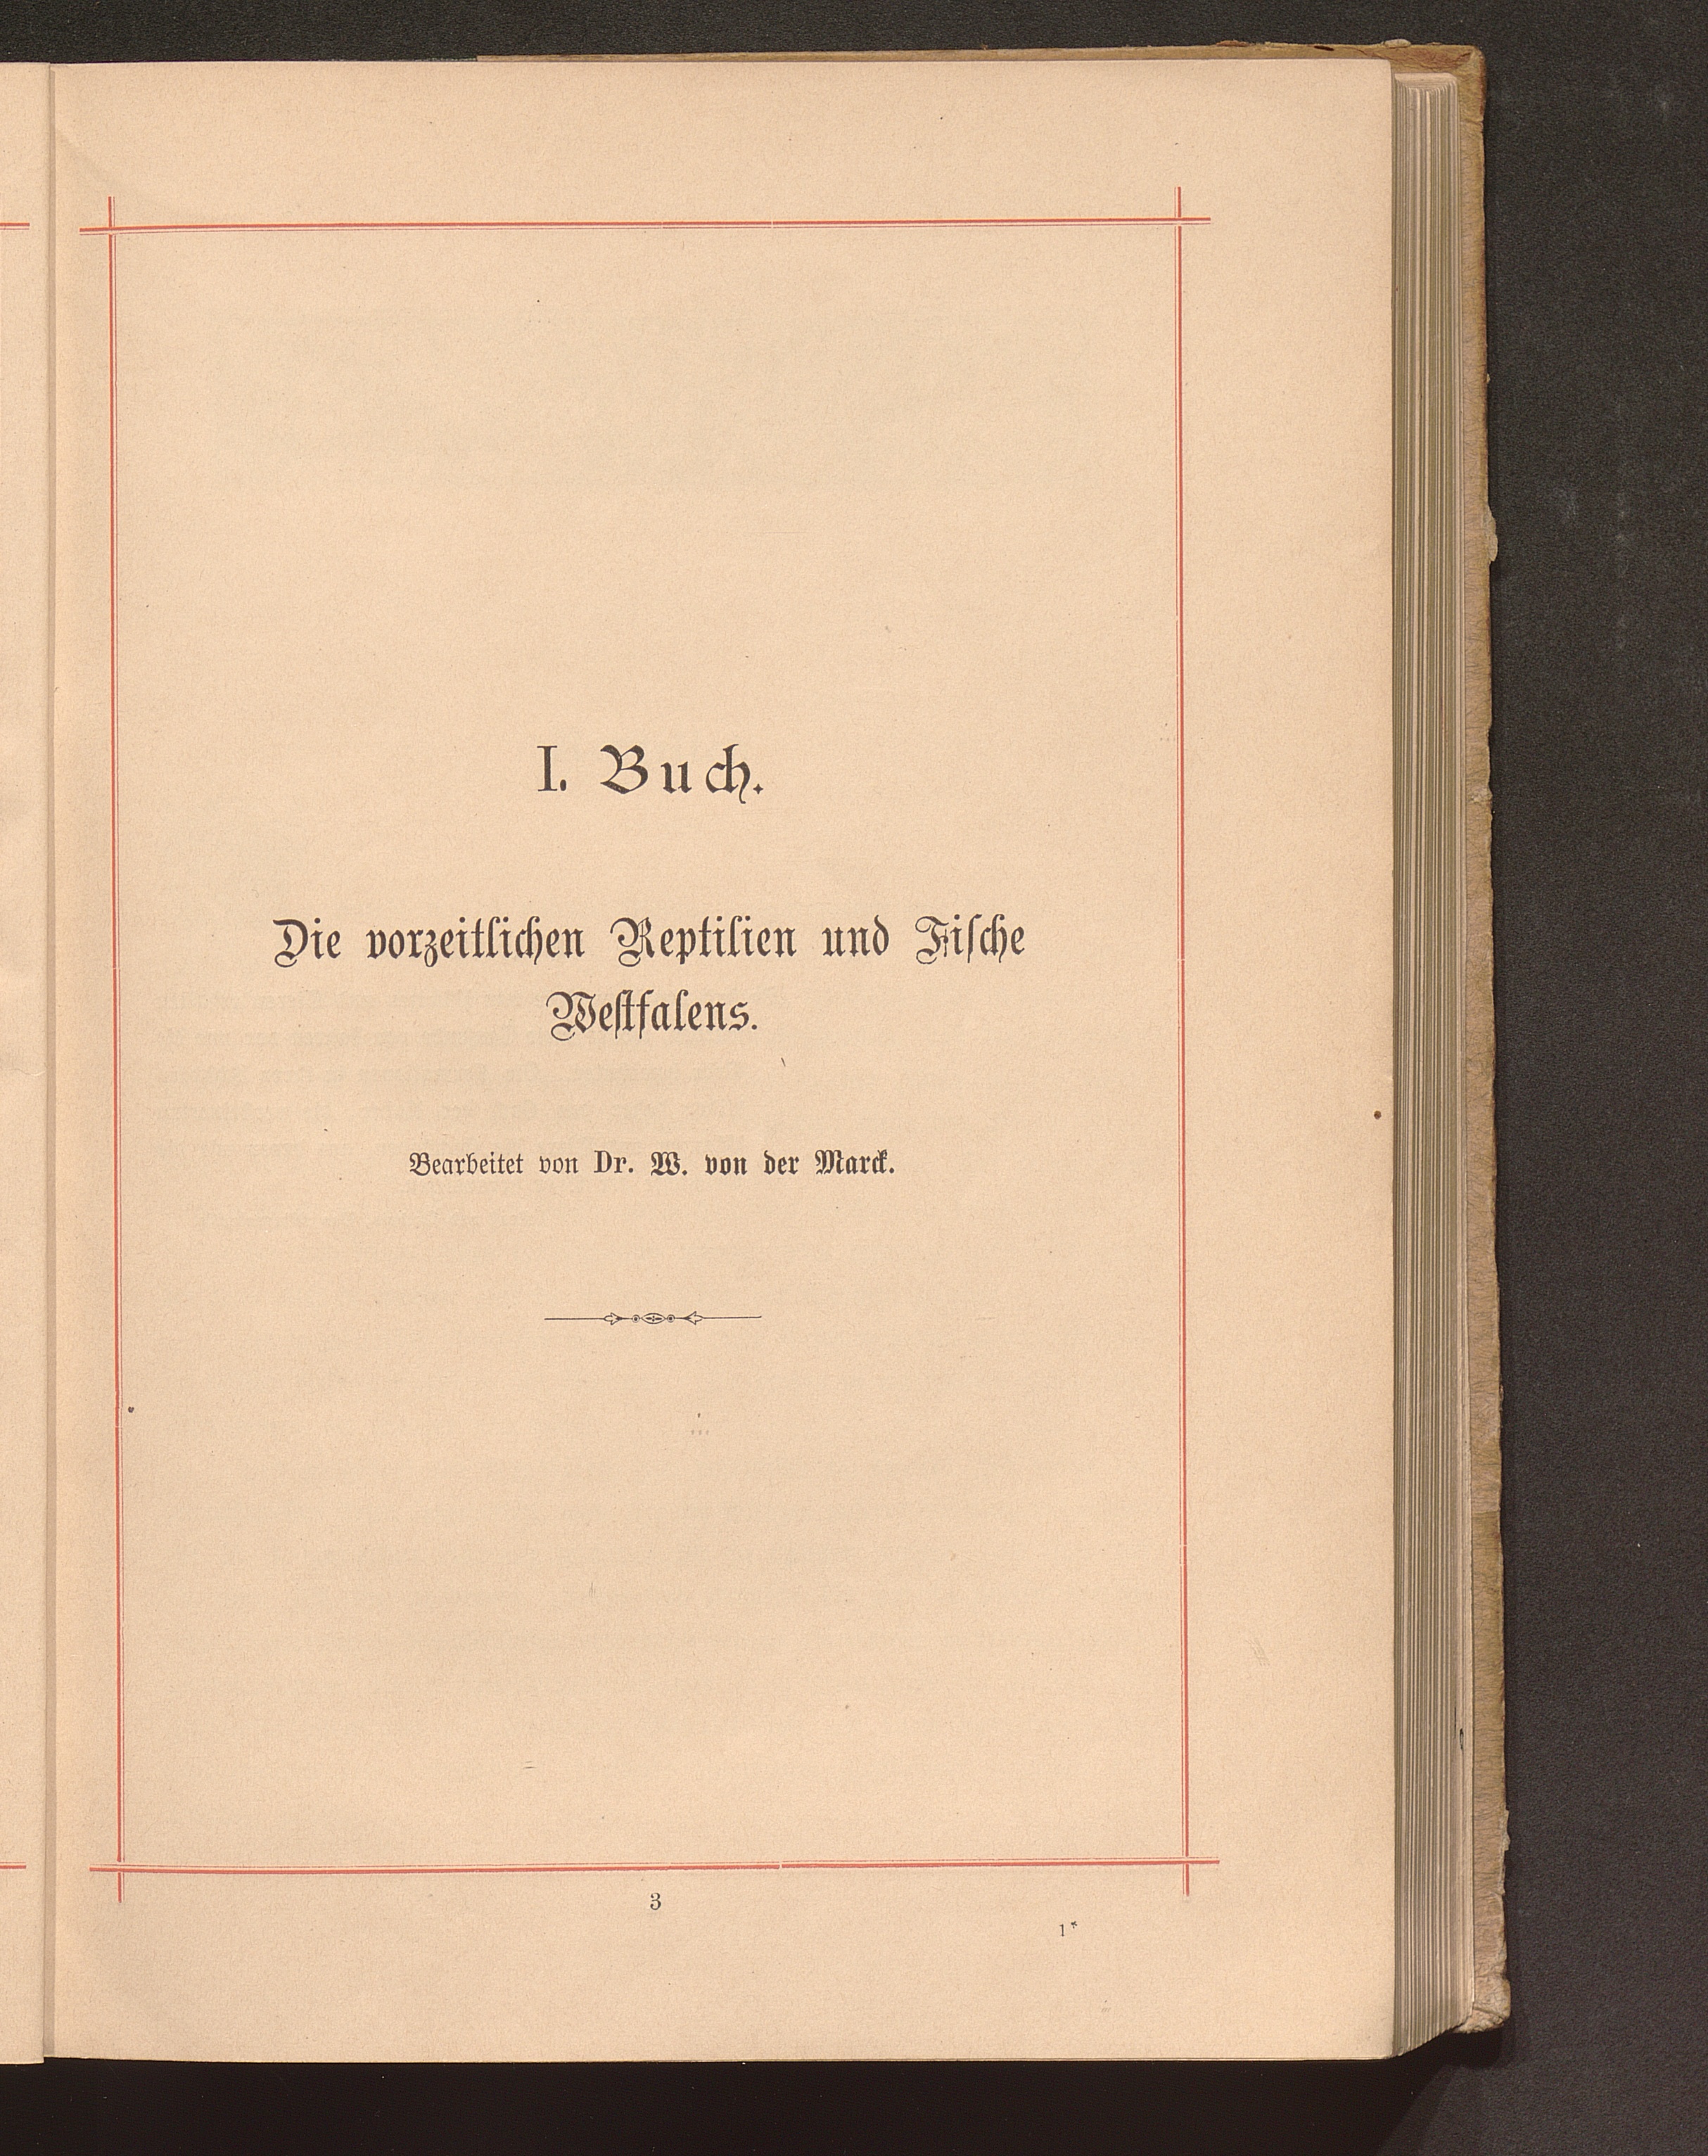 I. Buch.
Die vorzeitlichen Reptilien und Fische
Westfalens.
Bearbeitet von Dr. W. von der Marck.
3
1*